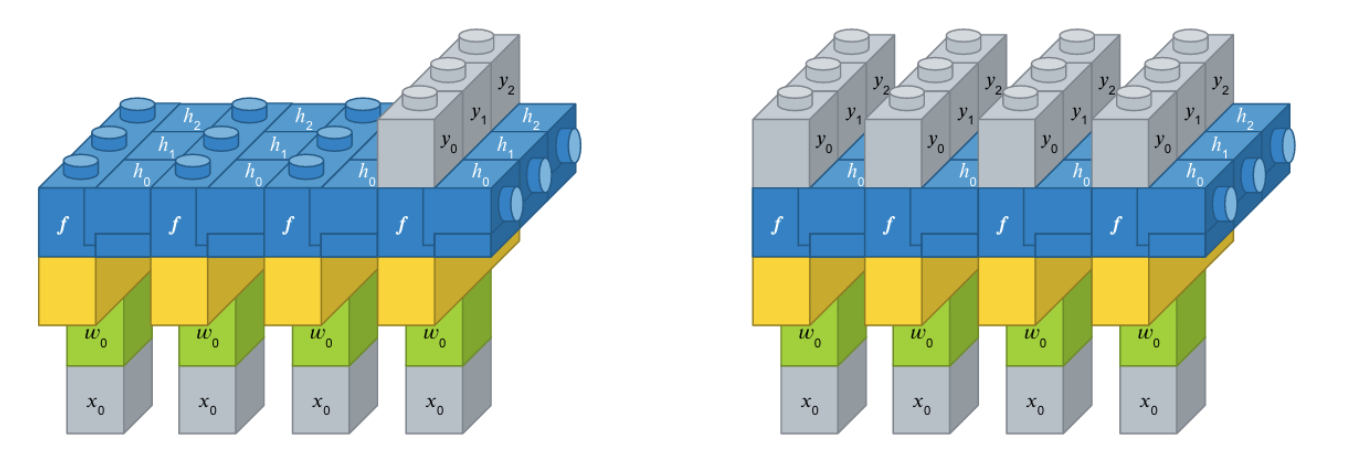 y₂ y₂ y₂ y₂ y₂
y₁ y₁ y₁ y₁ y₁
h₂ h₂ h₂ h₂
y₀ y₀ y₀ y₀ y₀
h₁ h₁ h₁ h₁
h₀ h₀ h₀ h₀ h₀ h₀ h₀ h₀
f f f f f f f f
w₀ w₀ w₀ w₀ w₀ w₀ w₀ w₀
x₀ x₀ x₀ x₀ x₀ x₀ x₀ x₀